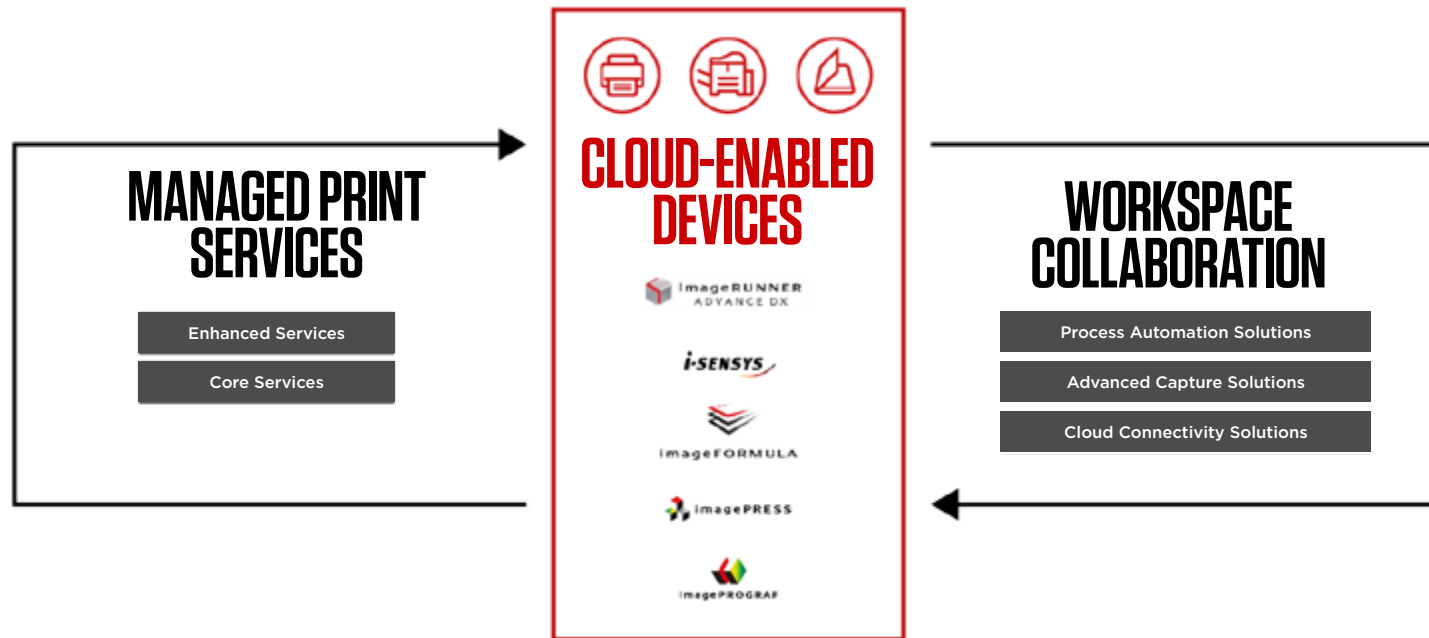 MANAGED PRINT
SERVICES
Enhanced Services
Core Services
CLOUD-ENABLED
DEVICES
imageRUNNER
ADVANCE DX
i-SENSYS
imageFORMULA
imagePRESS
imagePROGRAF
WORKSPACE
COLLABORATION
Process Automation Solutions
Advanced Capture Solutions
Cloud Connectivity Solutions